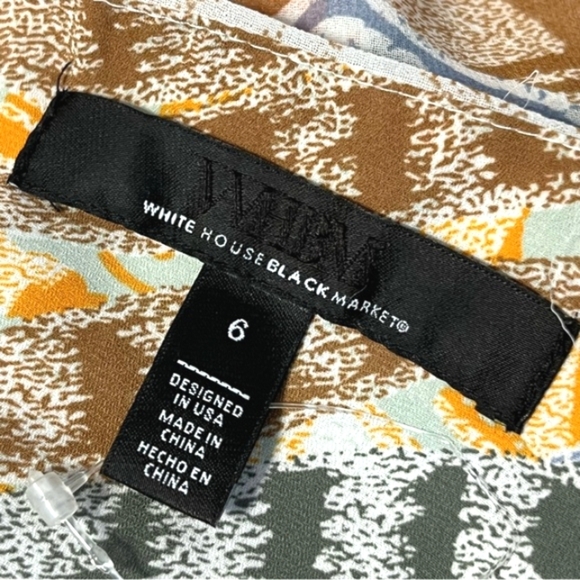 WHBM
WHITE HOUSE BLACK MARKET®
6
DESIGNED
IN USA
MADE IN
CHINA
HECHO EN
CHINA